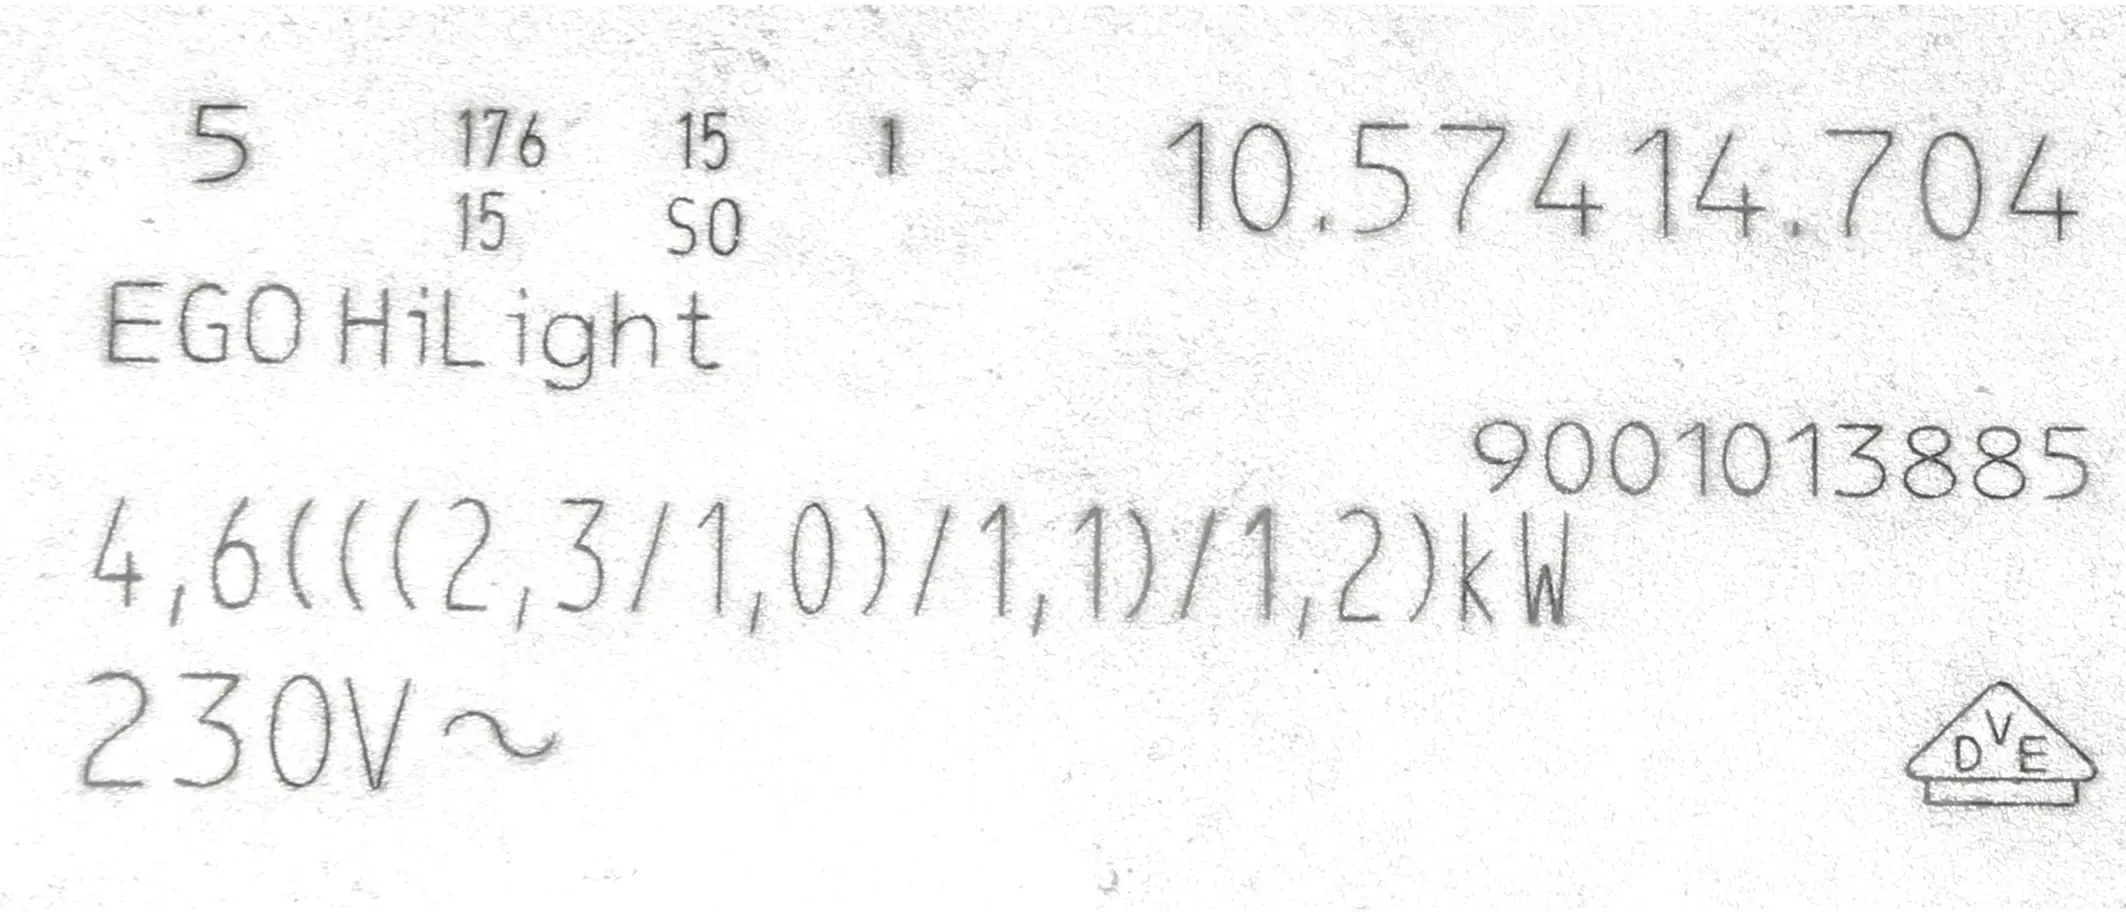 5 176 15 1 10.57414.704
15 SO
EGO HiLight
9001013885
4,6(((2,3/1,0)/1,1)/1,2)kW
230V~
DVE